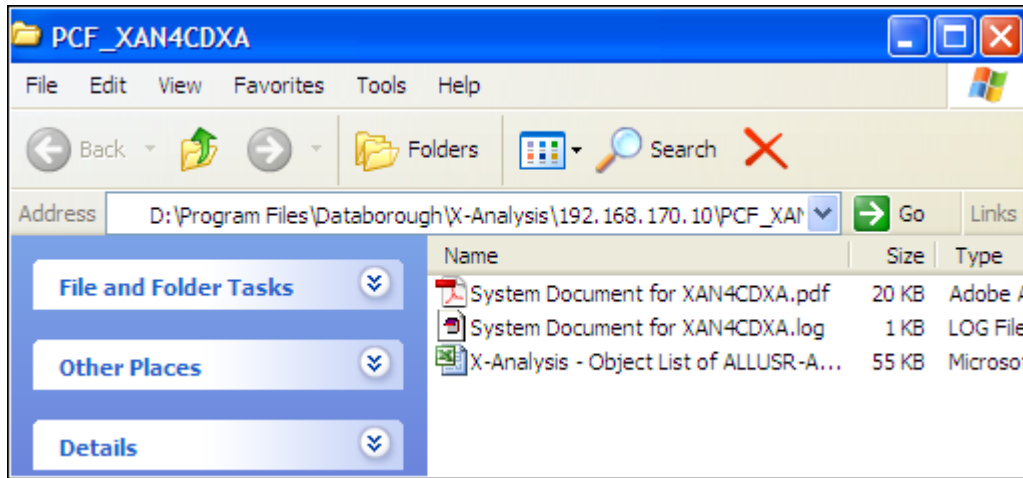 PCF_XAN4CDXA
File Edit View Favorites Tools Help
Back Folders Search
Address D:\Program Files\Databorough\X-Analysis\192.168.170.10\PCF_XAN Go Links
Name Size Type
File and Folder Tasks
System Document for XAN4CDXA.pdf 20 KB Adobe A
System Document for XAN4CDXA.log 1 KB LOG File
Other Places
X-Analysis - Object List of ALLUSR-A... 55 KB Microso
Details